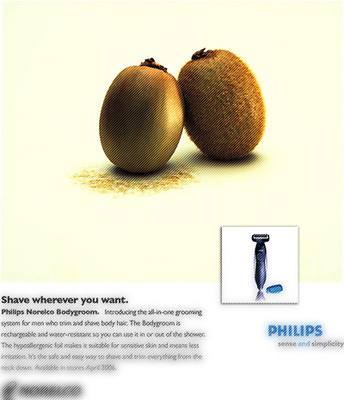 Shave wherever you want.
Philips Norelco Bodygroom. Introducing the all-in-one grooming
system for men who trim and shave body hair. The Bodygroom is
rechargeable and water-resistant so you can use it in or out of the shower.
The hypoallergenic foil makes it suitable for sensitive skin and means less
irritation. It's the safe and easy way to shave and trim everything from the
neck down. Available in stores April 2006.
PHILIPS
sense and simplicity
NORELCO